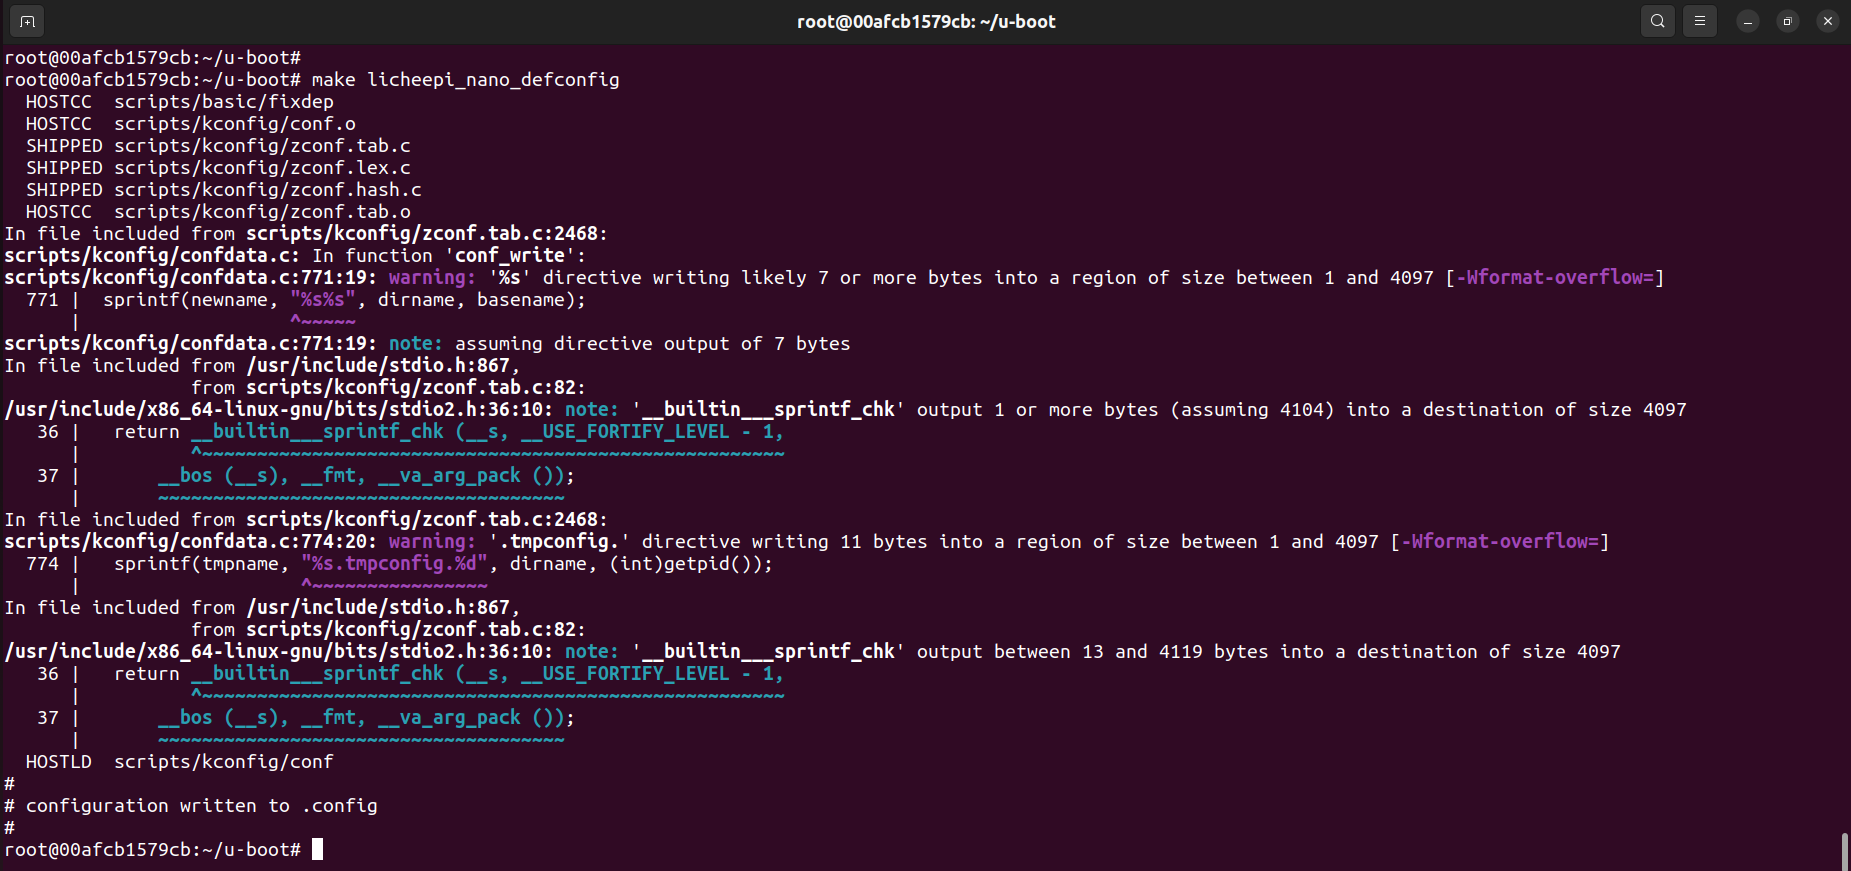 root@00afcb1579cb: ~/u-boot
root@00afcb1579cb:~/u-boot#
root@00afcb1579cb:~/u-boot# make licheepi_nano_defconfig
  HOSTCC  scripts/basic/fixdep
  HOSTCC  scripts/kconfig/conf.o
  SHIPPED scripts/kconfig/zconf.tab.c
  SHIPPED scripts/kconfig/zconf.lex.c
  SHIPPED scripts/kconfig/zconf.hash.c
  HOSTCC  scripts/kconfig/zconf.tab.o
In file included from scripts/kconfig/zconf.tab.c:2468:
scripts/kconfig/confdata.c: In function 'conf_write':
scripts/kconfig/confdata.c:771:19: warning: '%s' directive writing likely 7 or more bytes into a region of size between 1 and 4097 [-Wformat-overflow=]
  771 |  sprintf(newname, "%s%s", dirname, basename);
      |                   ^~~~~~
scripts/kconfig/confdata.c:771:19: note: assuming directive output of 7 bytes
In file included from /usr/include/stdio.h:867,
                 from scripts/kconfig/zconf.tab.c:82:
/usr/include/x86_64-linux-gnu/bits/stdio2.h:36:10: note: '__builtin___sprintf_chk' output 1 or more bytes (assuming 4104) into a destination of size 4097
   36 |   return __builtin___sprintf_chk (__s, __USE_FORTIFY_LEVEL - 1,
      |          ^~~~~~~~~~~~~~~~~~~~~~~~~~~~~~~~~~~~~~~~~~~~~~~~~~~~~~
   37 |       __bos (__s), __fmt, __va_arg_pack ());
      |       ~~~~~~~~~~~~~~~~~~~~~~~~~~~~~~~~~~~~~
In file included from scripts/kconfig/zconf.tab.c:2468:
scripts/kconfig/confdata.c:774:20: warning: '.tmpconfig.' directive writing 11 bytes into a region of size between 1 and 4097 [-Wformat-overflow=]
  774 |   sprintf(tmpname, "%s.tmpconfig.%d", dirname, (int)getpid());
      |                    ^~~~~~~~~~~~~~~~~
In file included from /usr/include/stdio.h:867,
                 from scripts/kconfig/zconf.tab.c:82:
/usr/include/x86_64-linux-gnu/bits/stdio2.h:36:10: note: '__builtin___sprintf_chk' output between 13 and 4119 bytes into a destination of size 4097
   36 |   return __builtin___sprintf_chk (__s, __USE_FORTIFY_LEVEL - 1,
      |          ^~~~~~~~~~~~~~~~~~~~~~~~~~~~~~~~~~~~~~~~~~~~~~~~~~~~~~
   37 |       __bos (__s), __fmt, __va_arg_pack ());
      |       ~~~~~~~~~~~~~~~~~~~~~~~~~~~~~~~~~~~~~
  HOSTLD  scripts/kconfig/conf
#
# configuration written to .config
#
root@00afcb1579cb:~/u-boot#